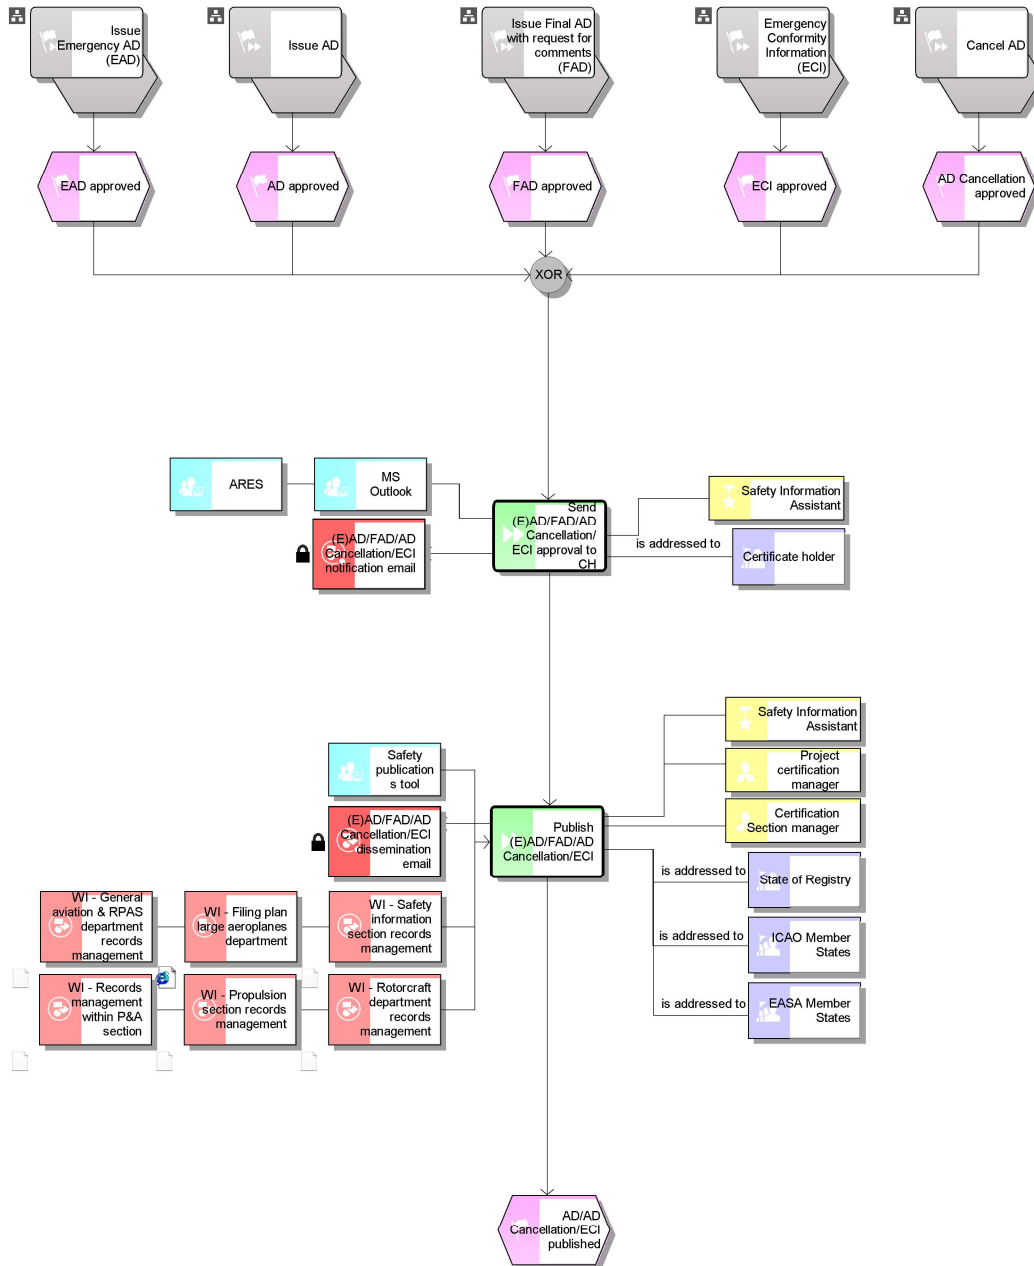 Issue
Emergency AD
(EAD)
Issue AD
Issue Final AD
with request for
comments
(FAD)
Emergency
Conformity
Information
(ECI)
Cancel AD
EAD approved
AD approved
FAD approved
ECI approved
AD Cancellation
approved
XOR
ARES
MS
Outlook
(E)AD/FAD/AD
Cancellation/ECI
notification email
Send
(E)AD/FAD/AD
Cancellation/
ECI approval to
CH
Safety Information
Assistant
is addressed to
Certificate holder
Safety Information
Assistant
Project
certification
manager
Certification
Section manager
Safety
publication
s tool
(E)AD/FAD/AD
Cancellation/ECI
dissemination
email
Publish
(E)AD/FAD/AD
Cancellation/ECI
is addressed to
State of Registry
is addressed to
ICAO Member
States
is addressed to
EASA Member
States
WI - General
aviation & RPAS
department
records
management
WI - Filing plan
large aeroplanes
department
WI - Safety
information
section records
management
WI - Records
management
within P&A
section
WI - Propulsion
section records
management
WI - Rotorcraft
department
records
management
AD/AD
Cancellation/ECI
published